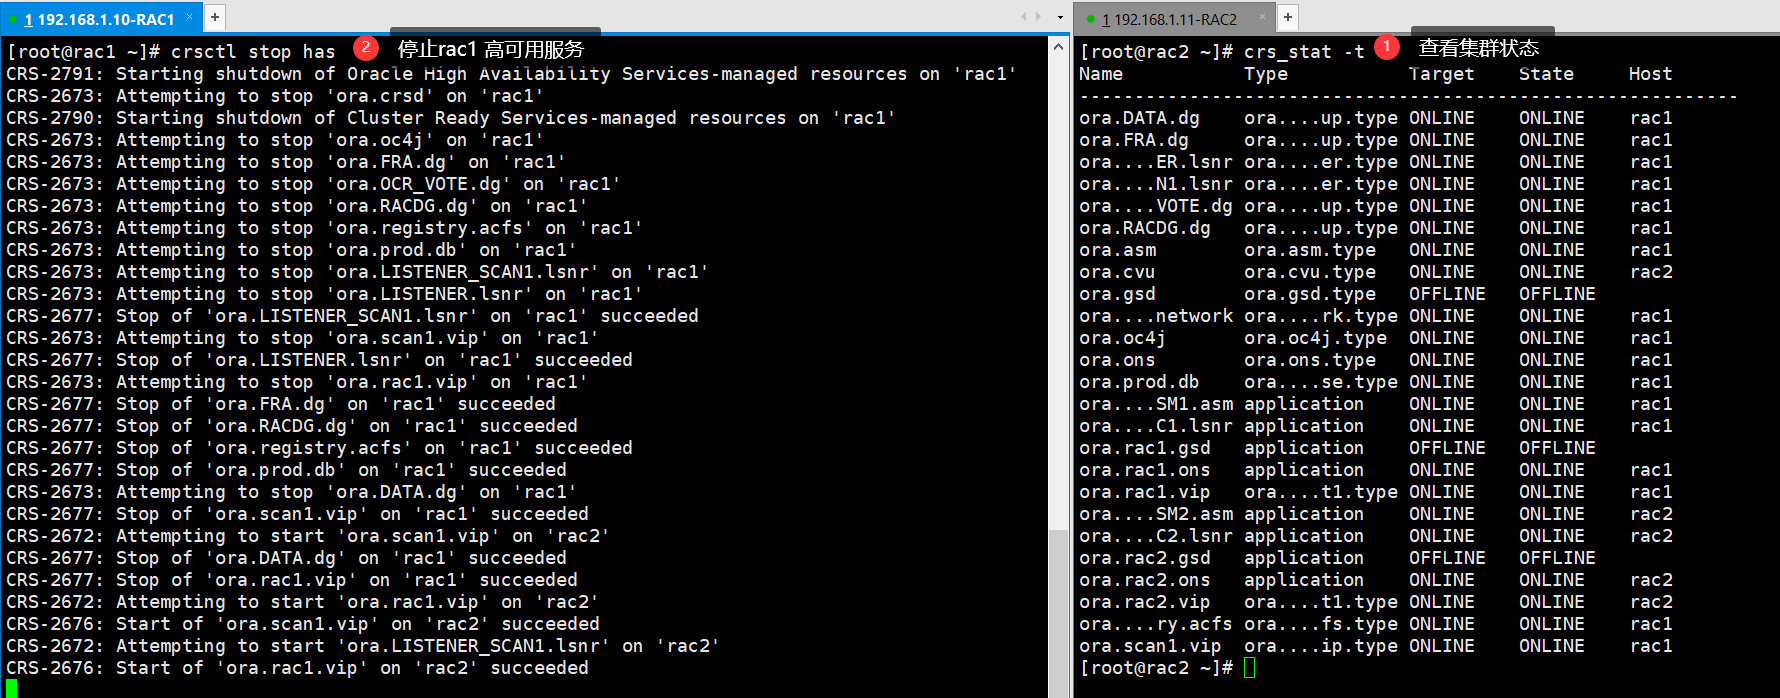 1 192.168.1.10-RAC1 × +
[root@rac1 ~]# crsctl stop has 2 停止rac1 高可用服务
CRS-2791: Starting shutdown of Oracle High Availability Services-managed resources on 'rac1'
CRS-2673: Attempting to stop 'ora.crsd' on 'rac1'
CRS-2790: Starting shutdown of Cluster Ready Services-managed resources on 'rac1'
CRS-2673: Attempting to stop 'ora.oc4j' on 'rac1'
CRS-2673: Attempting to stop 'ora.FRA.dg' on 'rac1'
CRS-2673: Attempting to stop 'ora.OCR_VOTE.dg' on 'rac1'
CRS-2673: Attempting to stop 'ora.RACDG.dg' on 'rac1'
CRS-2673: Attempting to stop 'ora.registry.acfs' on 'rac1'
CRS-2673: Attempting to stop 'ora.prod.db' on 'rac1'
CRS-2673: Attempting to stop 'ora.LISTENER_SCAN1.lsnr' on 'rac1'
CRS-2673: Attempting to stop 'ora.LISTENER.lsnr' on 'rac1'
CRS-2677: Stop of 'ora.LISTENER_SCAN1.lsnr' on 'rac1' succeeded
CRS-2673: Attempting to stop 'ora.scan1.vip' on 'rac1'
CRS-2677: Stop of 'ora.LISTENER.lsnr' on 'rac1' succeeded
CRS-2673: Attempting to stop 'ora.rac1.vip' on 'rac1'
CRS-2677: Stop of 'ora.FRA.dg' on 'rac1' succeeded
CRS-2677: Stop of 'ora.RACDG.dg' on 'rac1' succeeded
CRS-2677: Stop of 'ora.registry.acfs' on 'rac1' succeeded
CRS-2677: Stop of 'ora.prod.db' on 'rac1' succeeded
CRS-2673: Attempting to stop 'ora.DATA.dg' on 'rac1'
CRS-2677: Stop of 'ora.scan1.vip' on 'rac1' succeeded
CRS-2672: Attempting to start 'ora.scan1.vip' on 'rac2'
CRS-2677: Stop of 'ora.DATA.dg' on 'rac1' succeeded
CRS-2677: Stop of 'ora.rac1.vip' on 'rac1' succeeded
CRS-2672: Attempting to start 'ora.rac1.vip' on 'rac2'
CRS-2676: Start of 'ora.scan1.vip' on 'rac2' succeeded
CRS-2672: Attempting to start 'ora.LISTENER_SCAN1.lsnr' on 'rac2'
CRS-2676: Start of 'ora.rac1.vip' on 'rac2' succeeded
1 192.168.1.11-RAC2 × +
[root@rac2 ~]# crs_stat -t 1 查看集群状态
Name Type Target State Host
------------------------------------------------------------
ora.DATA.dg ora....up.type ONLINE ONLINE rac1
ora.FRA.dg ora....up.type ONLINE ONLINE rac1
ora....ER.lsnr ora....er.type ONLINE ONLINE rac1
ora....N1.lsnr ora....er.type ONLINE ONLINE rac1
ora....VOTE.dg ora....up.type ONLINE ONLINE rac1
ora.RACDG.dg ora....up.type ONLINE ONLINE rac1
ora.asm ora.asm.type ONLINE ONLINE rac1
ora.cvu ora.cvu.type ONLINE ONLINE rac2
ora.gsd ora.gsd.type OFFLINE OFFLINE
ora....network ora....rk.type ONLINE ONLINE rac1
ora.oc4j ora.oc4j.type ONLINE ONLINE rac1
ora.ons ora.ons.type ONLINE ONLINE rac1
ora.prod.db ora....se.type ONLINE ONLINE rac1
ora....SM1.asm application ONLINE ONLINE rac1
ora....C1.lsnr application ONLINE ONLINE rac1
ora.rac1.gsd application OFFLINE OFFLINE
ora.rac1.ons application ONLINE ONLINE rac1
ora.rac1.vip ora....t1.type ONLINE ONLINE rac1
ora....SM2.asm application ONLINE ONLINE rac2
ora....C2.lsnr application ONLINE ONLINE rac2
ora.rac2.gsd application OFFLINE OFFLINE
ora.rac2.ons application ONLINE ONLINE rac2
ora.rac2.vip ora....t1.type ONLINE ONLINE rac2
ora....ry.acfs ora....fs.type ONLINE ONLINE rac1
ora.scan1.vip ora....ip.type ONLINE ONLINE rac1
[root@rac2 ~]#